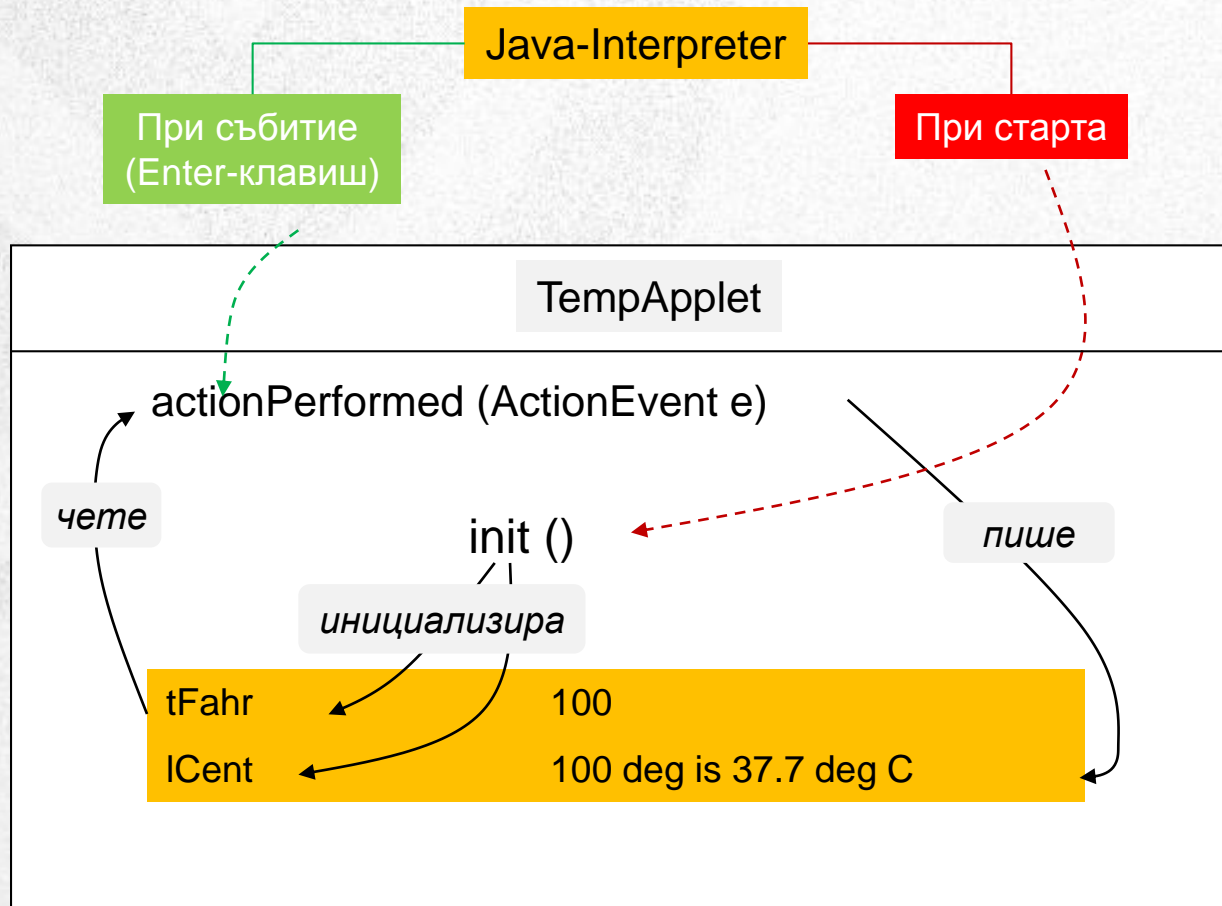 Java-Interpreter
При събитие
(Enter-клавиш)
При старта
TempApplet
actionPerformed (ActionEvent e)
чете
init ()
пише
инициализира
tFahr 100
lCent 100 deg is 37.7 deg C